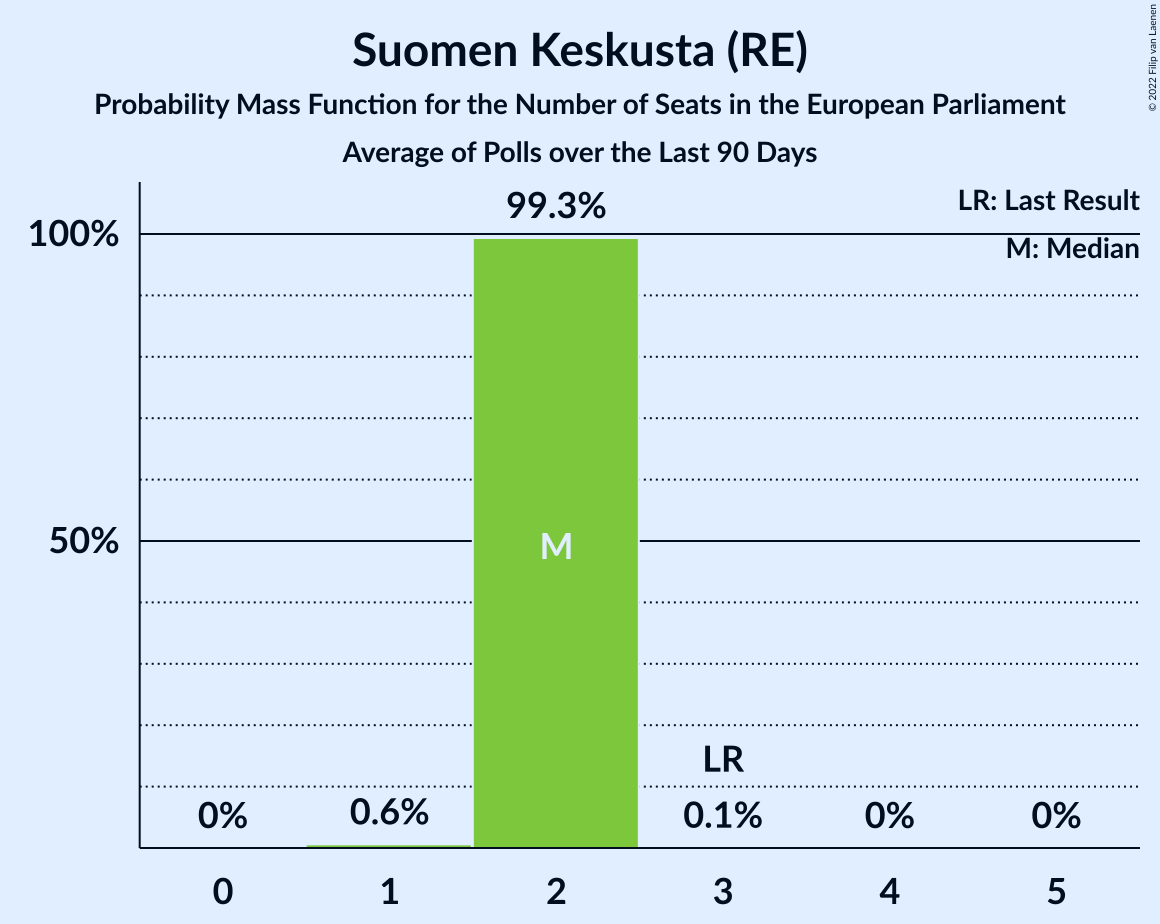 Suomen Keskusta (RE)
Probability Mass Function for the Number of Seats in the European Parliament
Average of Polls over the Last 90 Days
© 2022 Filip van Laenen
LR: Last Result
M: Median
99.3%
100%
50%
M
LR
0%
0.6%
0.1%
0%
0%
0
1
2
3
4
5